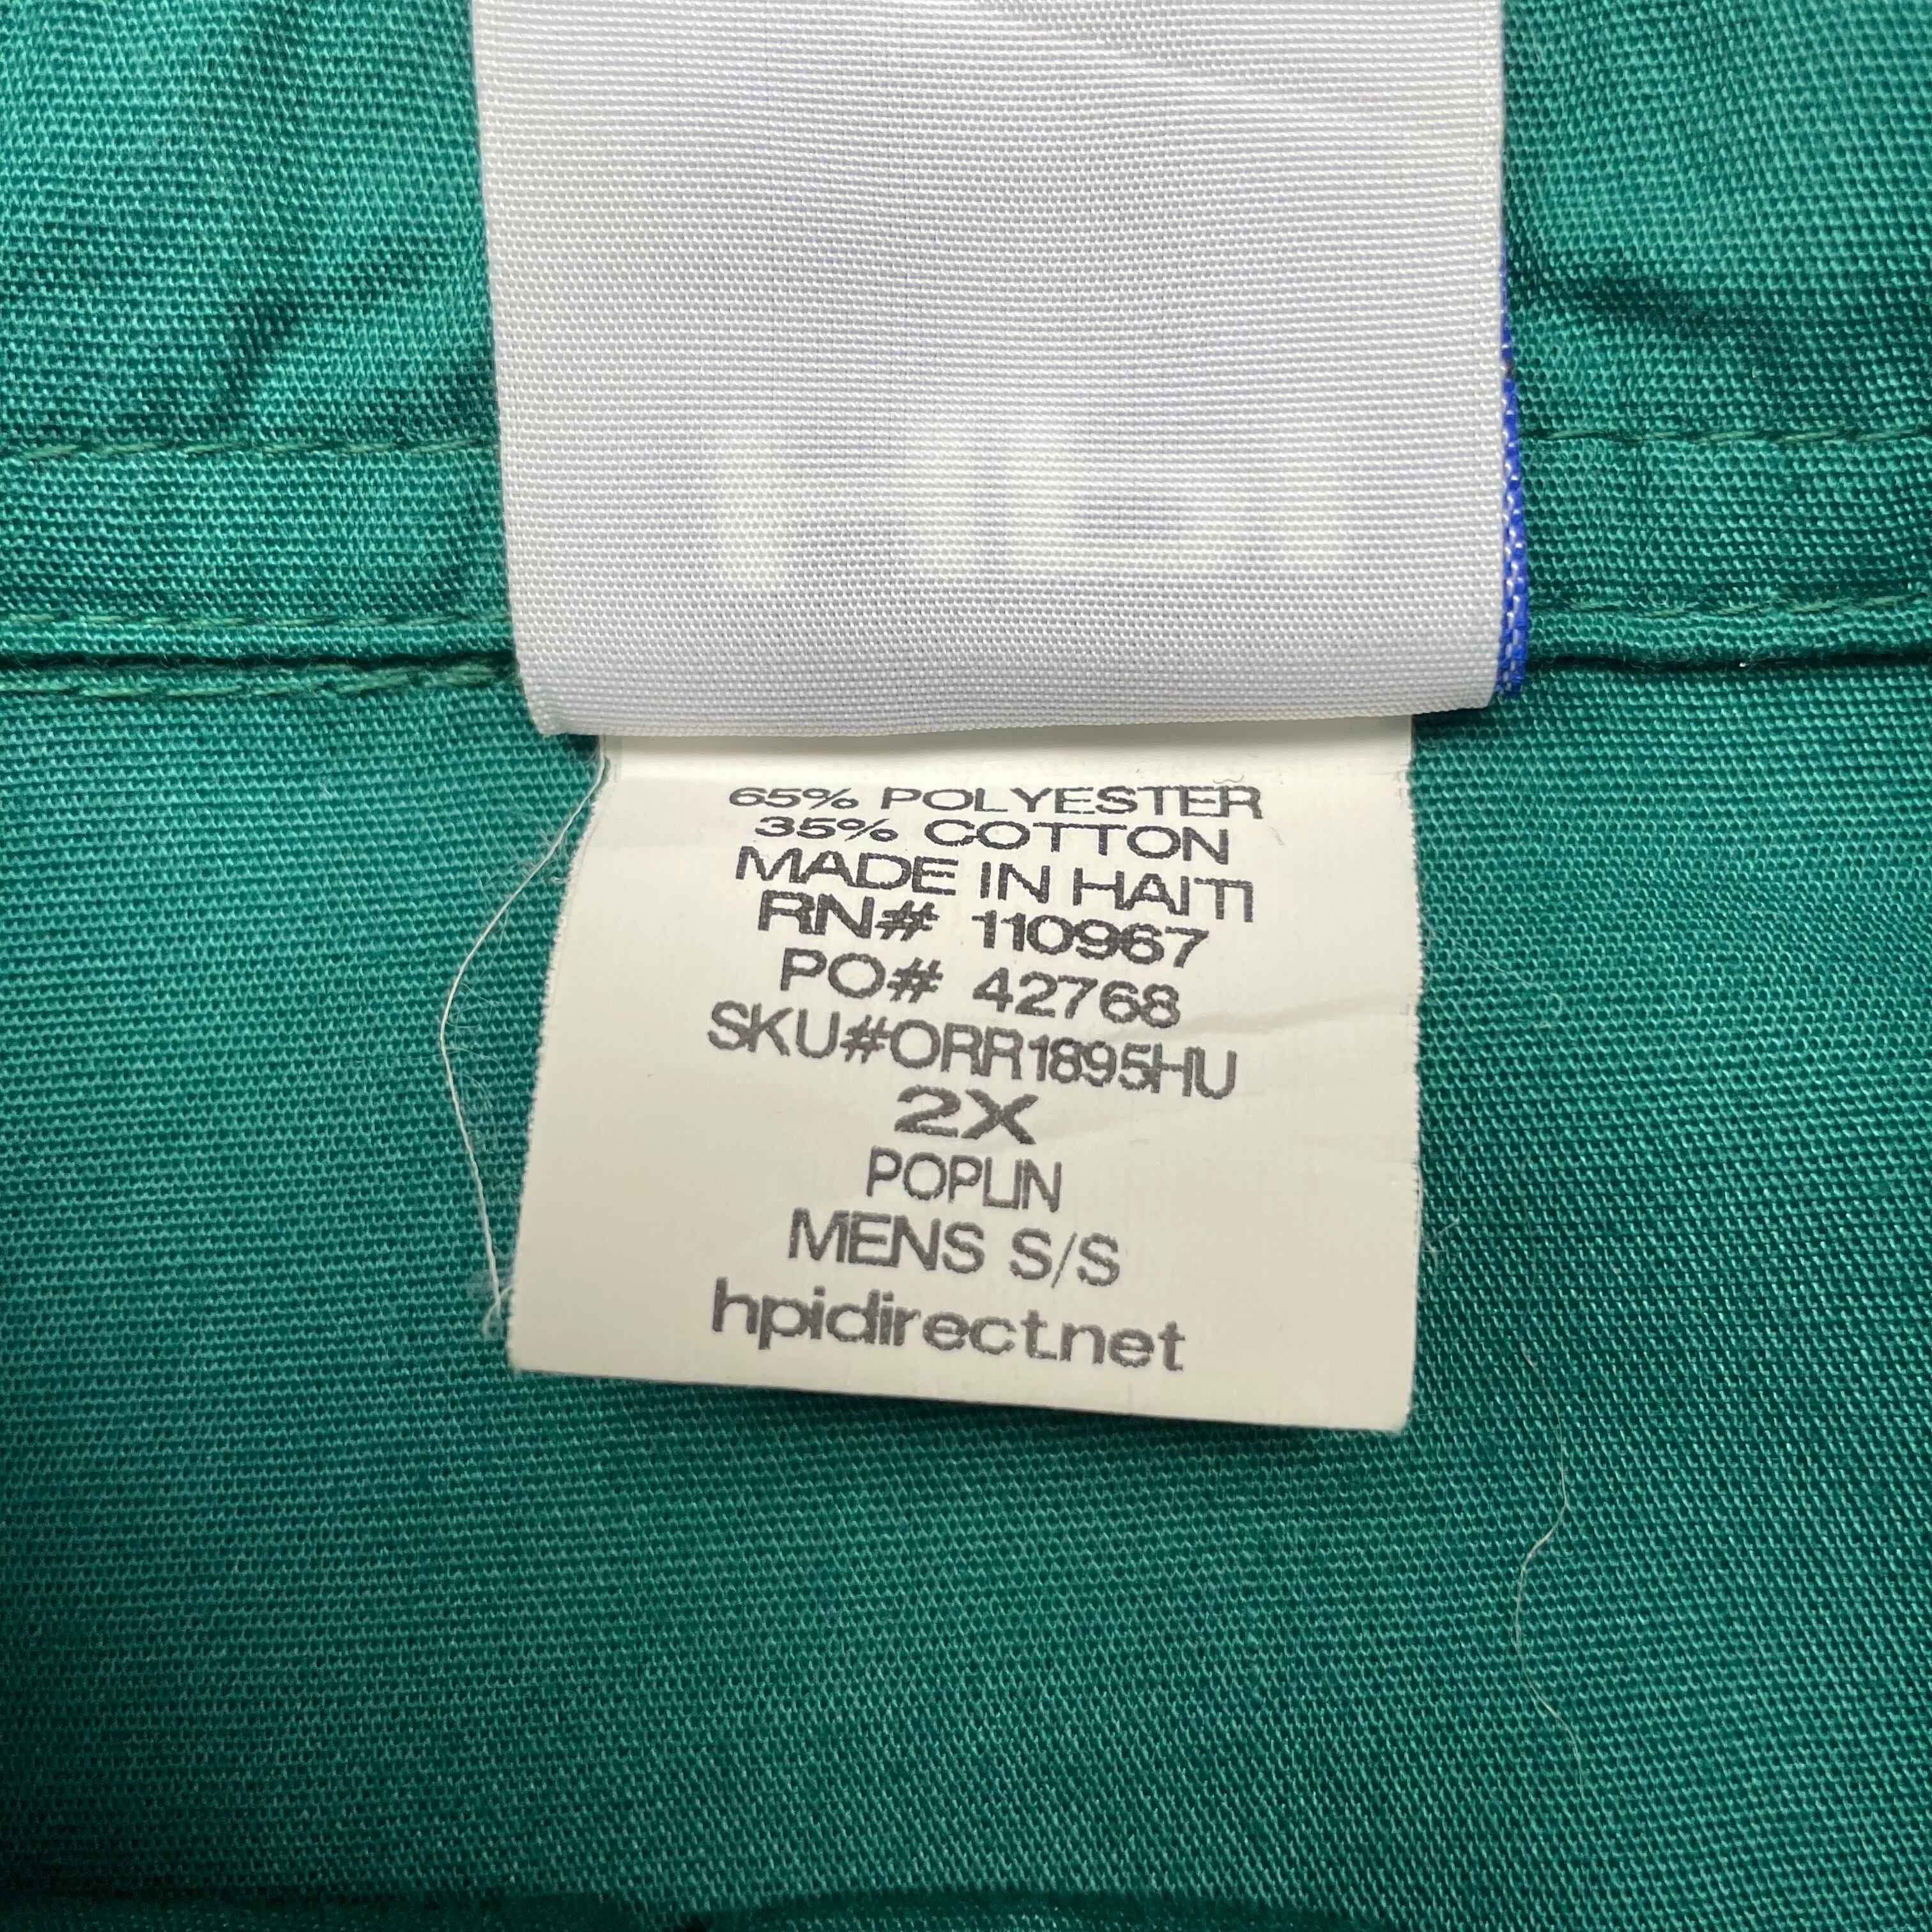 65% POLYESTER
35% COTTON
MADE IN HAITI
RN# 110967
PO# 42768
SKU#ORR1895HU
2X
POPLIN
MENS S/S
hpidirect.net